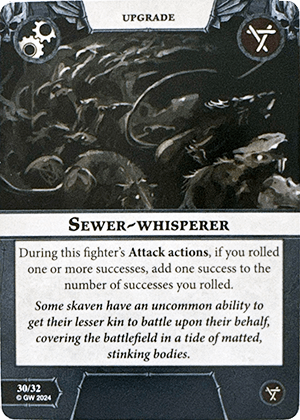 UPGRADE
SEWER-WHISPERER
During this fighter's Attack actions, if you rolled
one or more successes, add one success to the
number of successes you rolled.
Some skaven have an uncommon ability to
get their lesser kin to battle upon their behalf,
covering the battlefield in a tide of matted,
stinking bodies.
30/32
© GW 2024